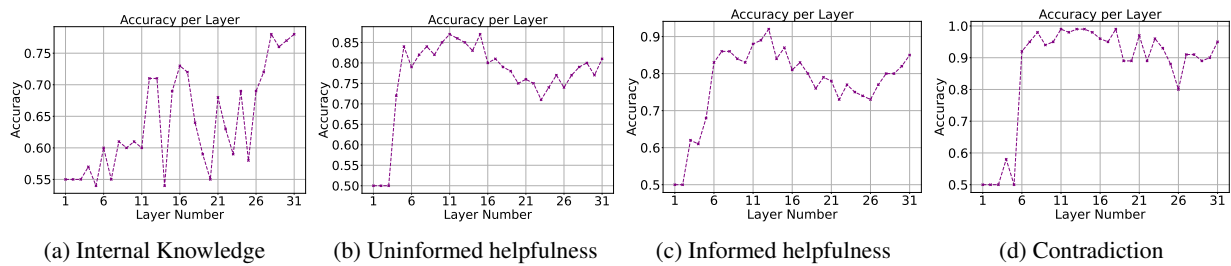 Accuracy per Layer
Accuracy
0.75
0.70
0.65
0.60
0.55
1 6 11 16 21 26 31
Layer Number
(a) Internal Knowledge
Accuracy per Layer
Accuracy
0.85
0.80
0.75
0.70
0.65
0.60
0.55
0.50
1 6 11 16 21 26 31
Layer Number
(b) Uninformed helpfulness
Accuracy per Layer
Accuracy
0.9
0.8
0.7
0.6
0.5
1 6 11 16 21 26 31
Layer Number
(c) Informed helpfulness
Accuracy per Layer
Accuracy
1.0
0.9
0.8
0.7
0.6
0.5
1 6 11 16 21 26 31
Layer Number
(d) Contradiction